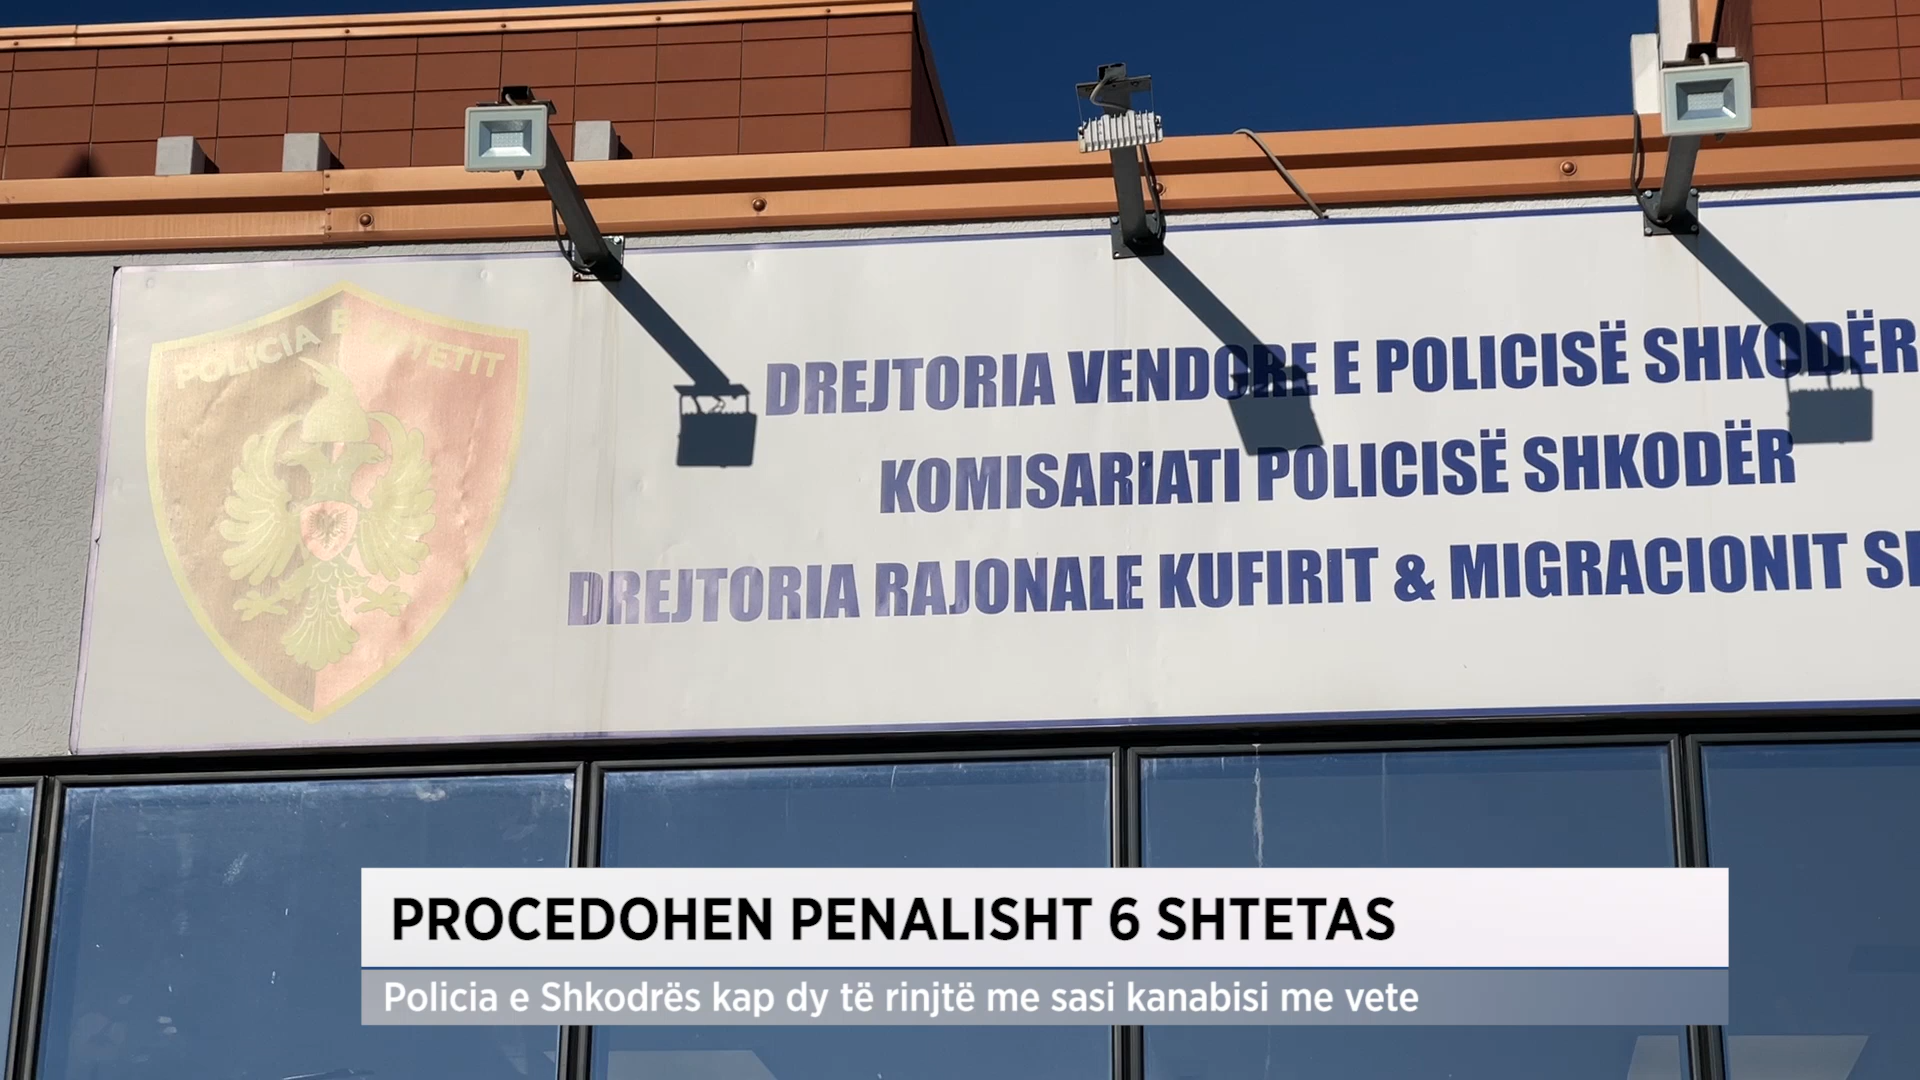 POLICIA E SHTETIT
DREJTORIA VENDORE E POLICISË SHKODËR
KOMISARIATI POLICISË SHKODËR
DREJTORIA RAJONALE KUFIRIT & MIGRACIONIT
PROCEDOHEN PENALISHT 6 SHTETAS
Policia e Shkodrës kap dy të rinjtë me sasi kanabisi me vete